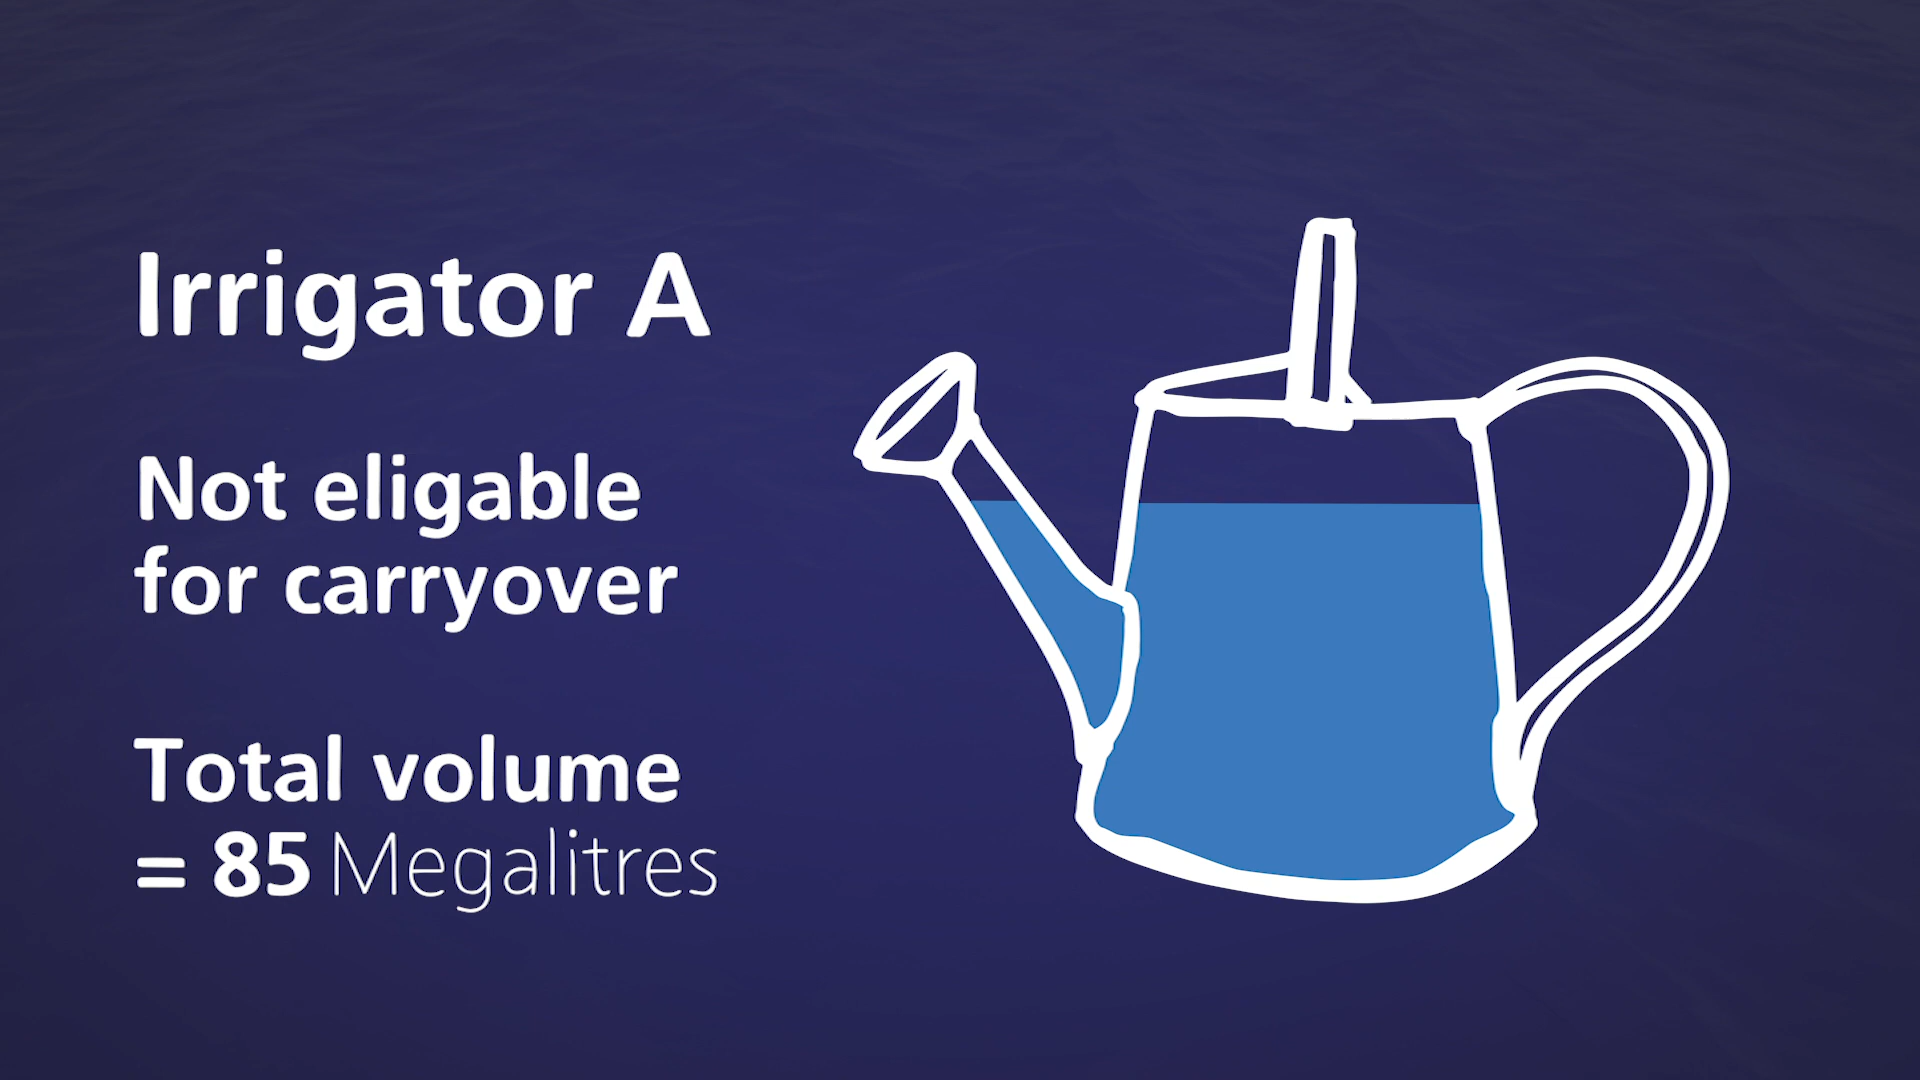 Irrigator A
Not eligable
for carryover
Total volume
= 85 Megalitres